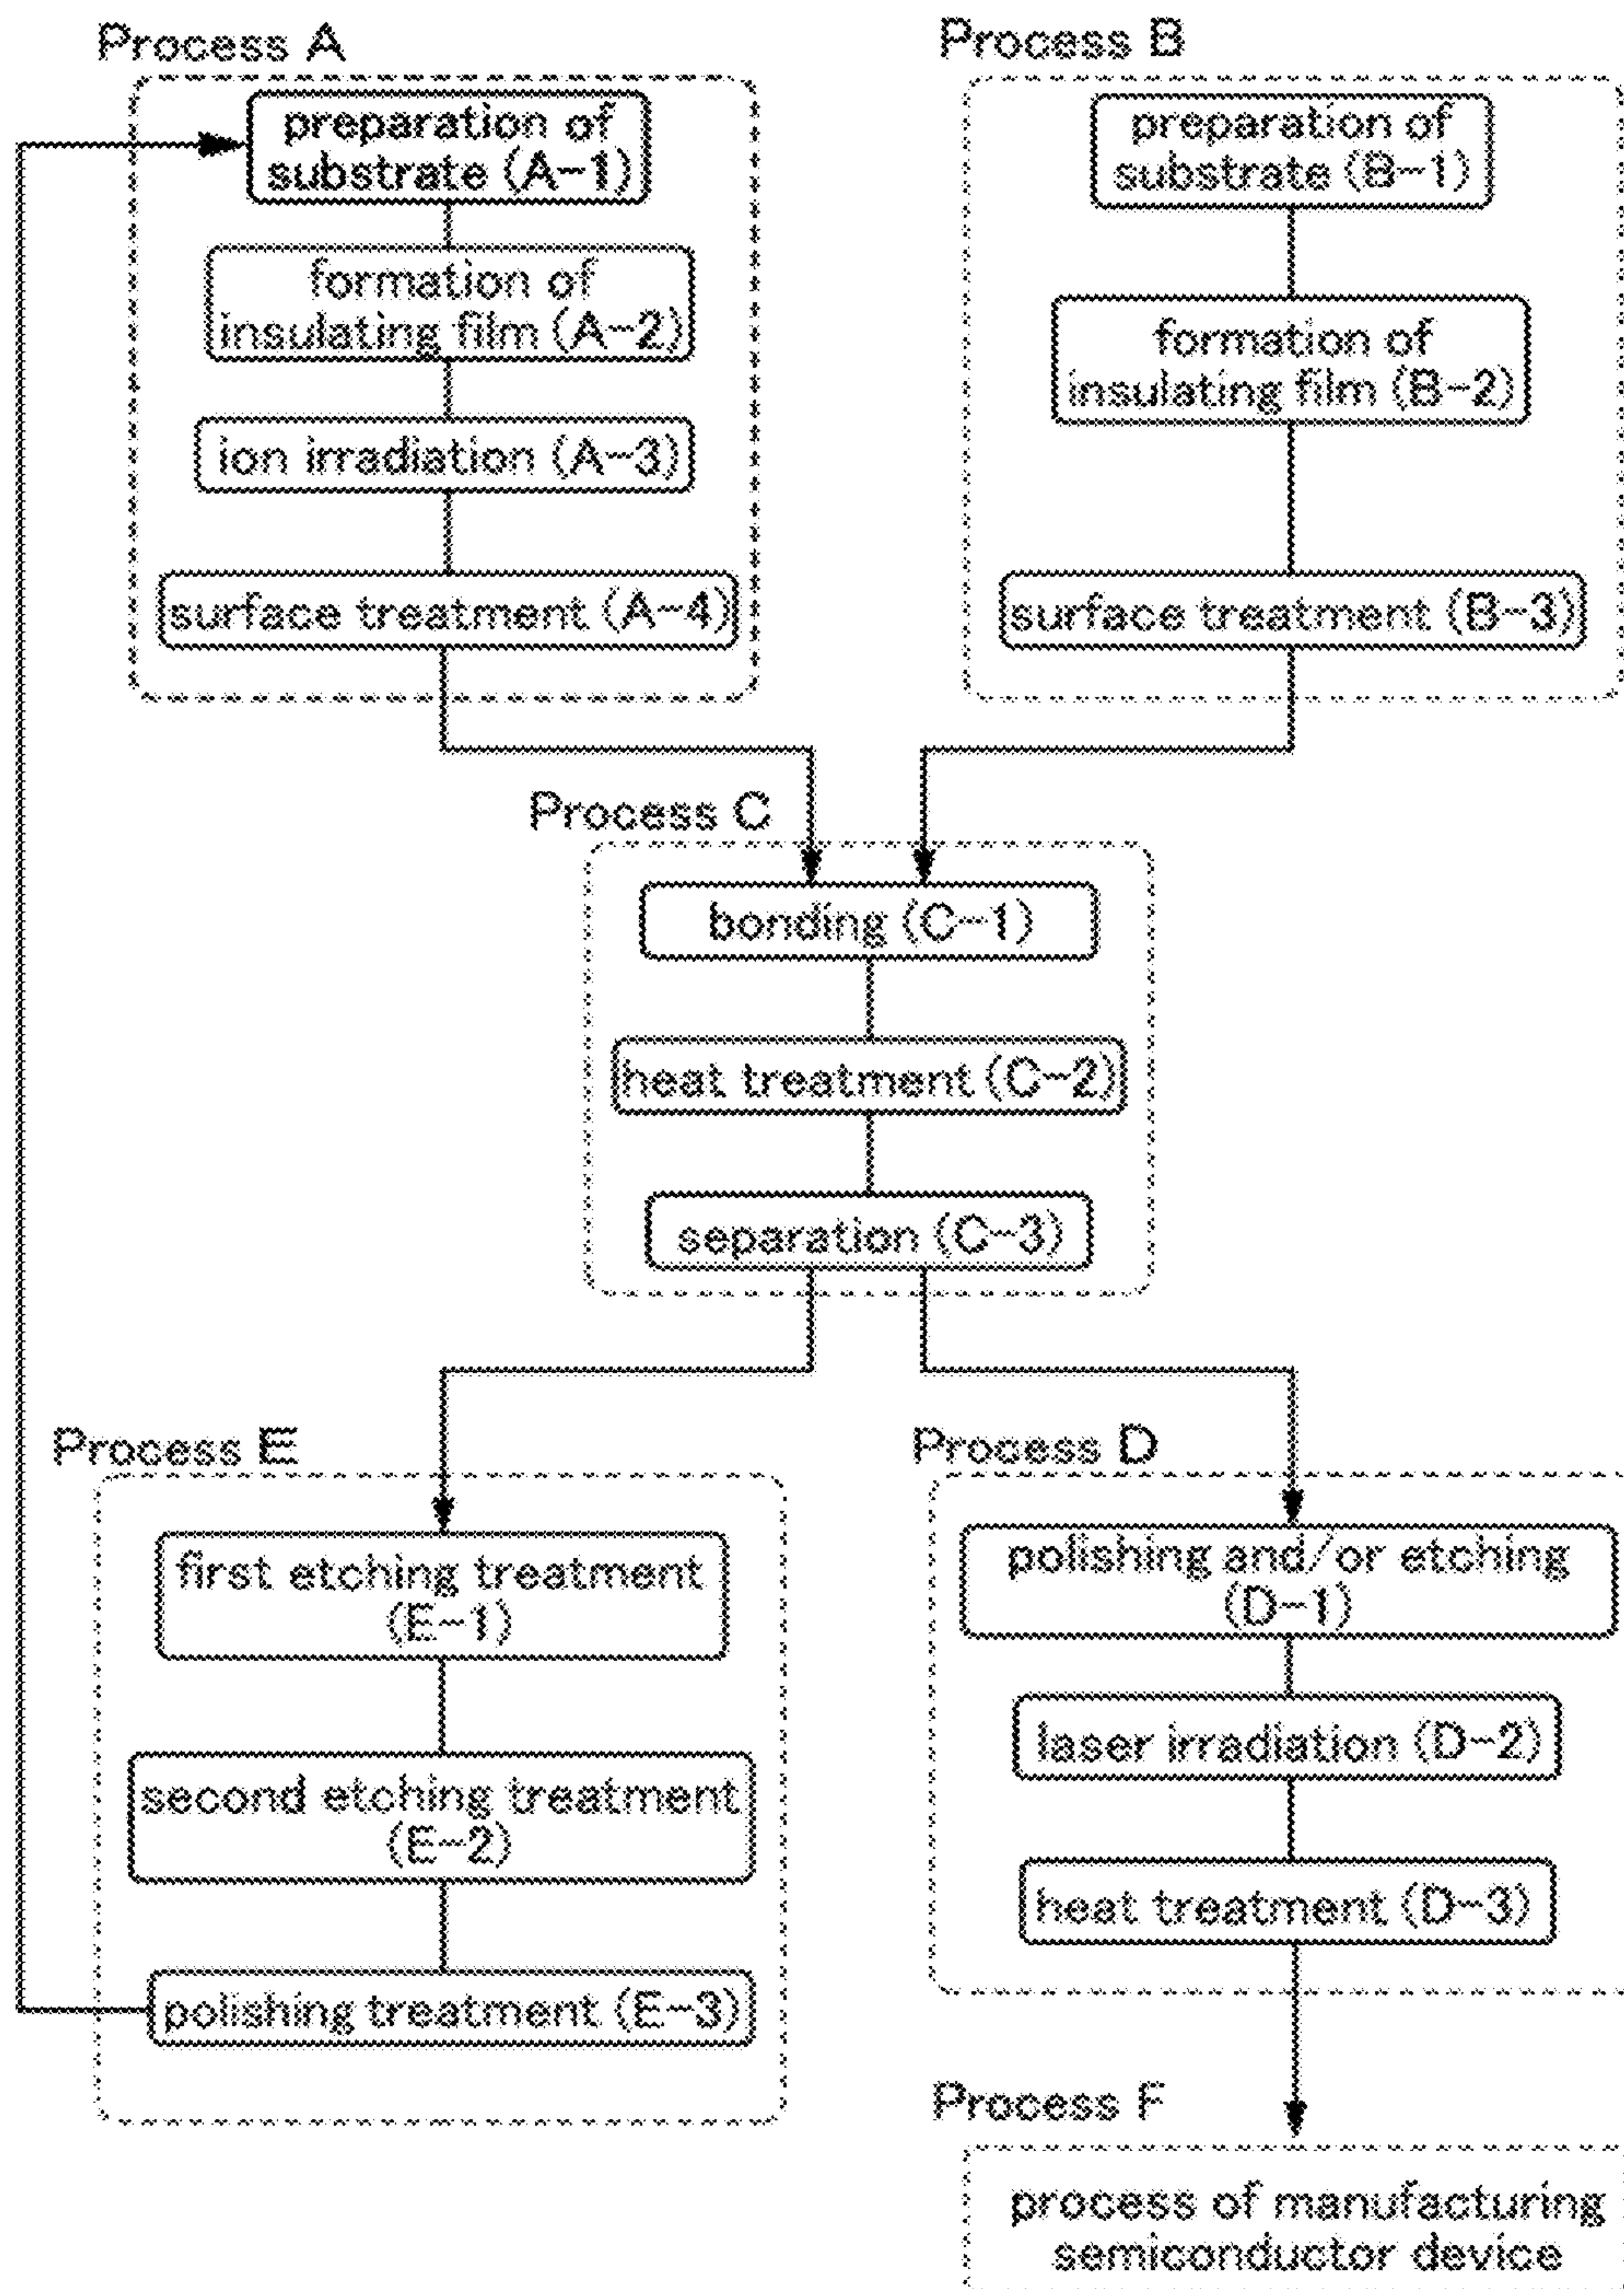 Process A
preparation of
substrate (A-1)
formation of
insulating film (A-2)
ion irradiation (A-3)
surface treatment (A-4)
Process B
preparation of
substrate (B-1)
formation of
insulating film (B-2)
surface treatment (B-3)
Process C
bonding (C-1)
heat treatment (C-2)
separation (C-3)
Process E
first etching treatment
(E-1)
second etching treatment
(E-2)
polishing treatment (E-3)
Process D
polishing and/or etching
(D-1)
laser irradiation (D-2)
heat treatment (D-3)
Process F
process of manufacturing
semiconductor device